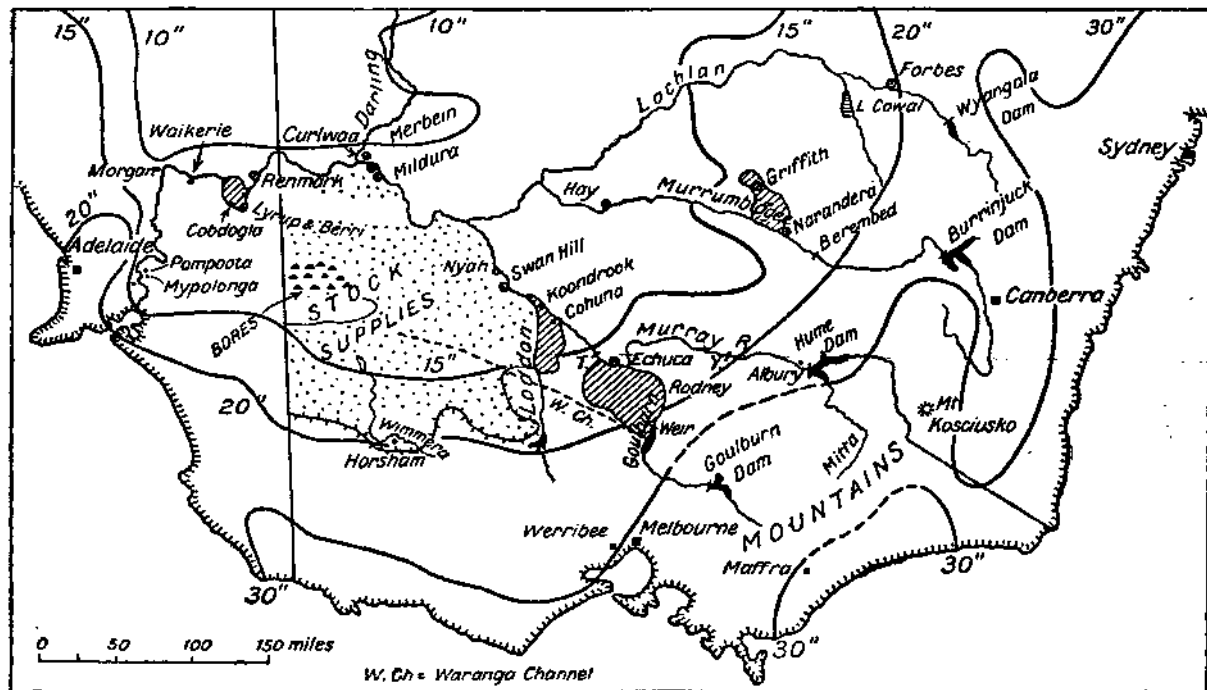 15"
10"
10"
15"
20"
30"
Darling
Lachlan
Forbes
L Cowal
Wyangala
Dam
Waikerie
Curlwaa
Merbein
Sydney
Morgan
Renmark
Mildura
Griffith
20"
Hay
Murrumbidgee
Narandera
Lyrup & Berri
Cobdogla
Berembed
Burrinjuck
Dam
Adelaide
Pompoota
Mypolonga
Nyah
Swan Hill
Koondrook
Cohuna
Canberra
STOCK
SUPPLIES
BORES
Murray R.
Hume
Dam
15"
Loddon
T.
Echuca
Y.
Albury
Rodney
20"
W. Ch.
Mt
Kosciusko
Wimmera
Horsham
Goulburn
Weir
Goulburn
Dam
Mitta
MOUNTAINS
Werribee
Melbourne
Maffra
30"
30"
30"
0 50 100 150 miles
W. Ch = Waranga Channel